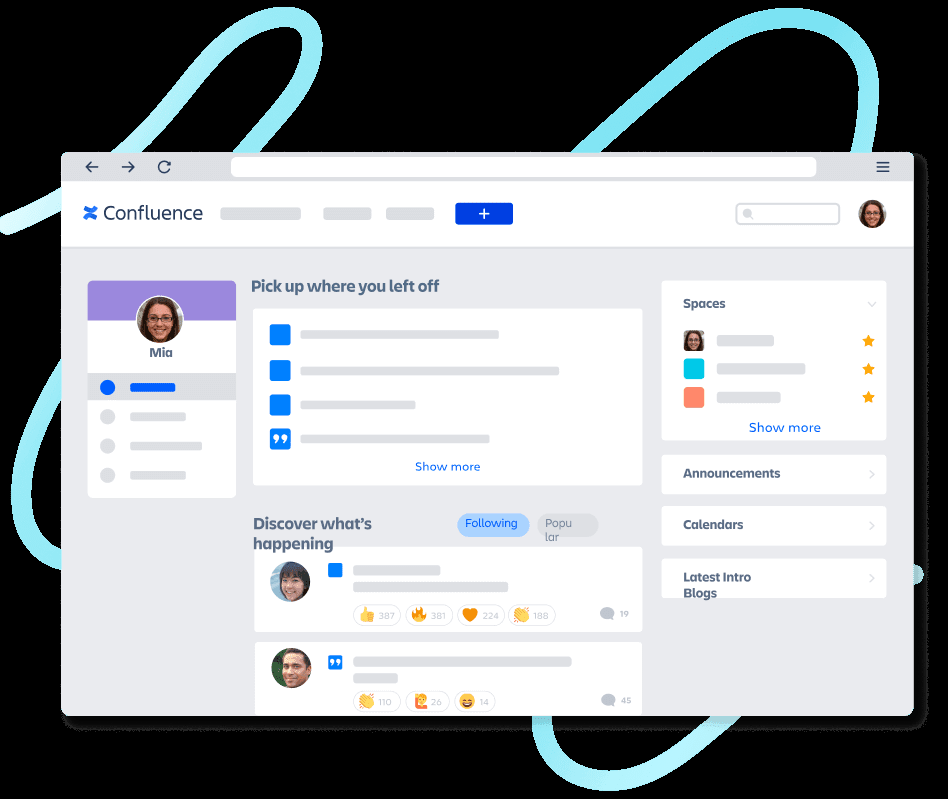 Confluence
+
Mia
Pick up where you left off
Show more
Discover what's
happening
Following
Popu
lar
387
381
224
188
19
110
26
14
45
Spaces
Show more
Announcements
Calendars
Latest Intro
Blogs